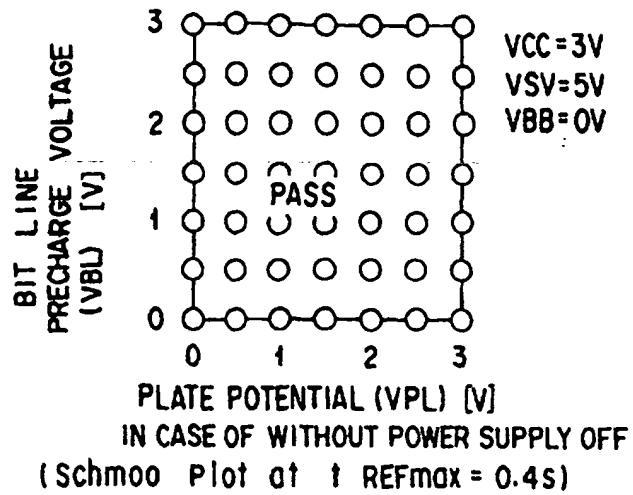 3
2
1
0
BIT LINE
PRECHARGE VOLTAGE
(VBL) [V]
VCC=3V
VSV=5V
VBB=0V
PASS
0 1 2 3
PLATE POTENTIAL (VPL) [V]
IN CASE OF WITHOUT POWER SUPPLY OFF
(Schmoo Plot at t REFmax = 0.4s)